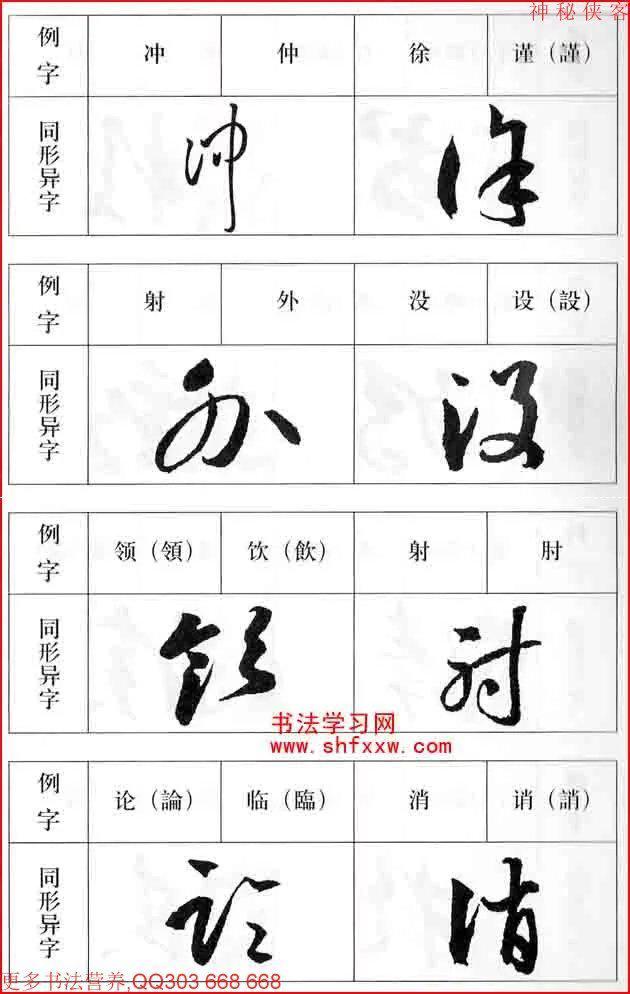 神秘侠客
例字 冲 仲 徐 谨（謹）
同形异字
例字 射 外 没 设（設）
同形异字
例字 领（領） 饮（飲） 射 肘
同形异字
书法学习网
www.shfxxw.com
例字 论（論） 临（臨） 消 诮（誚）
同形异字
更多书法营养,QQ303 668 668